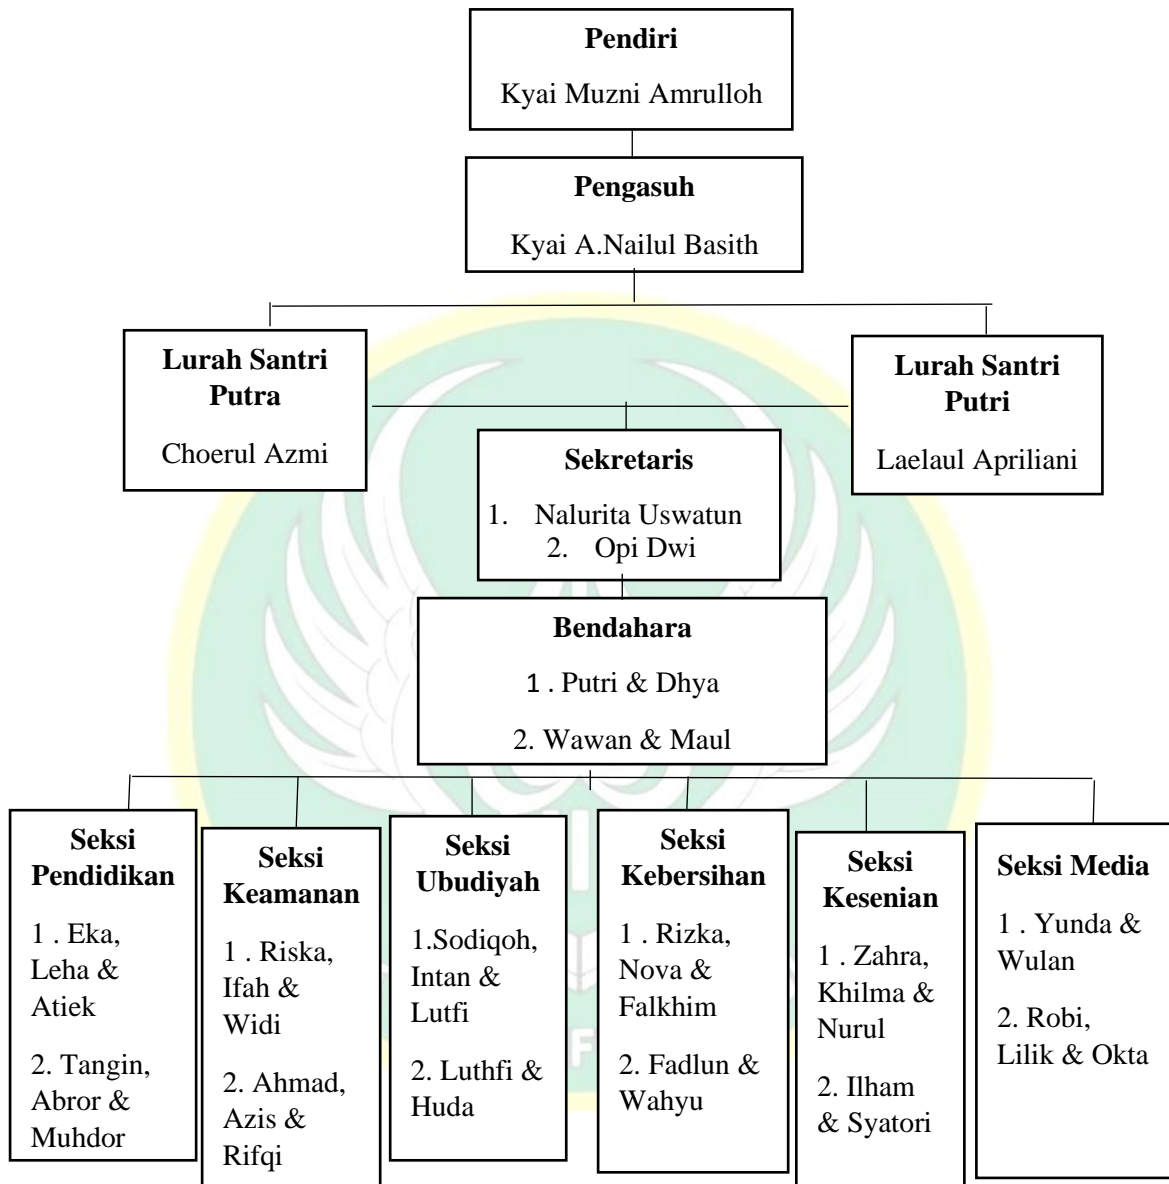 Pendiri
Kyai Muzni Amrulloh
Pengasuh
Kyai A.Nailul Basith
Lurah Santri
Putra
Choerul Azmi
Lurah Santri
Putri
Laelaul Apriliani
Sekretaris
1. Nalurita Uswatun
2. Opi Dwi
Bendahara
1 . Putri & Dhya
2. Wawan & Maul
Seksi
Pendidikan
1 . Eka,
Leha &
Atiek
2. Tangin,
Abror &
Muhdor
Seksi
Keamanan
1 . Riska,
Ifah &
Widi
2. Ahmad,
Azis &
Rifqi
Seksi
Ubudiyah
1.Sodiqoh,
Intan &
Lutfi
2. Luthfi &
Huda
Seksi
Kebersihan
1 . Rizka,
Nova &
Falkhim
2. Fadlun &
Wahyu
Seksi
Kesenian
1 . Zahra,
Khilma &
Nurul
2. Ilham
& Syatori
Seksi Media
1 . Yunda &
Wulan
2. Robi,
Lilik & Okta